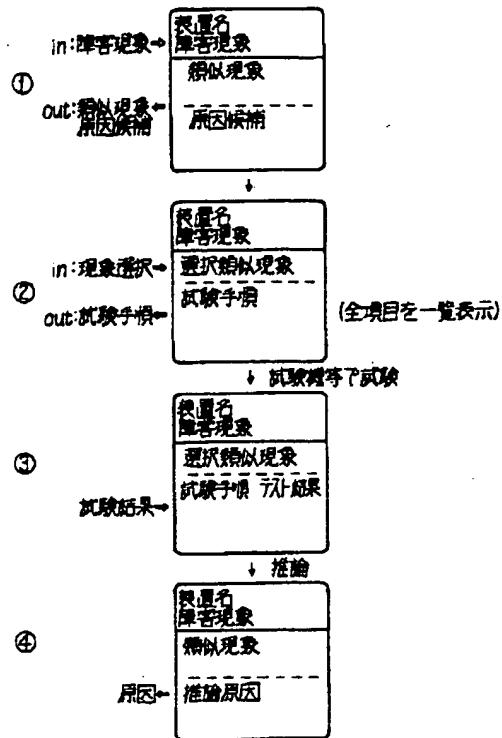 ①
in:障害現象→
out:類似現象
原因候補
装置名
障害現象
類似現象
原因候補
↓
②
in:現象選択→
out:試験手順←
装置名
障害現象
選択類似現象
試験手順
(全項目を一覧表示)
↓ 試験機等で試験
③
試験結果→
装置名
障害現象
選択類似現象
試験手順 テスト結果
↓ 推論
④
原因←
装置名
障害現象
類似現象
推論原因